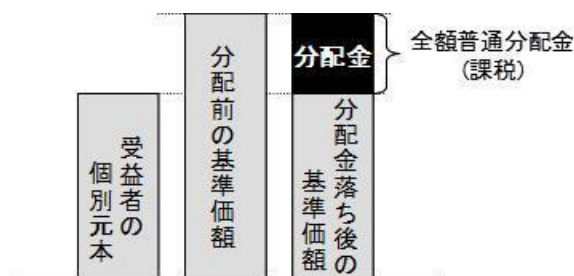 受益者の
個別元本
分配前の基準価額
分配金
分配金落ち後の
基準価額
全額普通分配金
(課税)